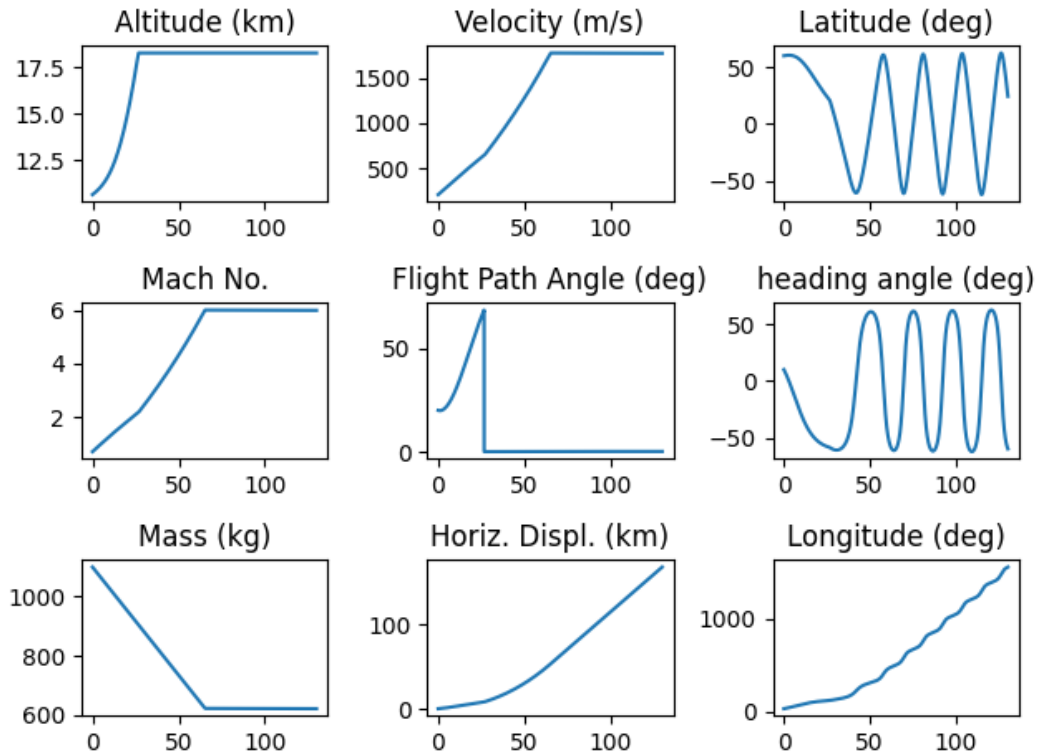 Altitude (km)
17.5
15.0
12.5
0 50 100
Velocity (m/s)
1500
1000
500
0 50 100
Latitude (deg)
50
0
−50
0 50 100
Mach No.
6
4
2
0 50 100
Flight Path Angle (deg)
50
0
0 50 100
heading angle (deg)
50
0
−50
0 50 100
Mass (kg)
1000
800
600
0 50 100
Horiz. Displ. (km)
100
0
0 50 100
Longitude (deg)
1000
0
0 50 100